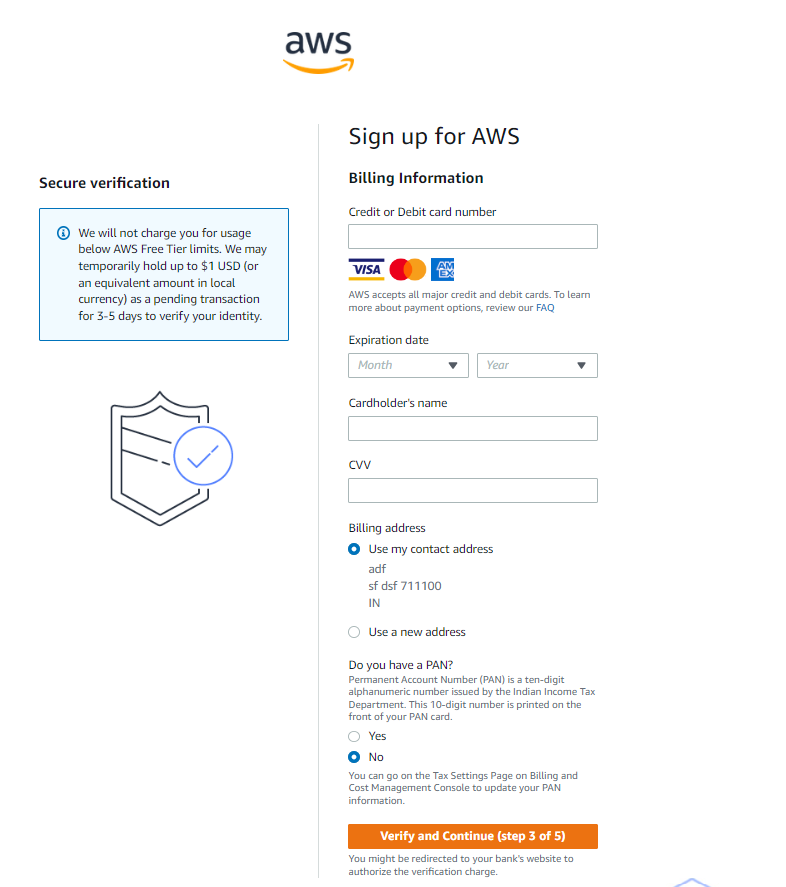 aws
Sign up for AWS
Secure verification
We will not charge you for usage
below AWS Free Tier limits. We may
temporarily hold up to $1 USD (or
an equivalent amount in local
currency) as a pending transaction
for 3-5 days to verify your identity.
Billing Information
Credit or Debit card number
VISA
AM
EX
AWS accepts all major credit and debit cards. To learn
more about payment options, review our FAQ
Expiration date
Month
Year
Cardholder's name
CVV
Billing address
Use my contact address
adf
sf dsf 711100
IN
Use a new address
Do you have a PAN?
Permanent Account Number (PAN) is a ten-digit
alphanumeric number issued by the Indian Income Tax
Department. This 10-digit number is printed on the
front of your PAN card.
Yes
No
You can go on the Tax Settings Page on Billing and
Cost Management Console to update your PAN
information.
Verify and Continue (step 3 of 5)
You might be redirected to your bank's website to
authorize the verification charge.